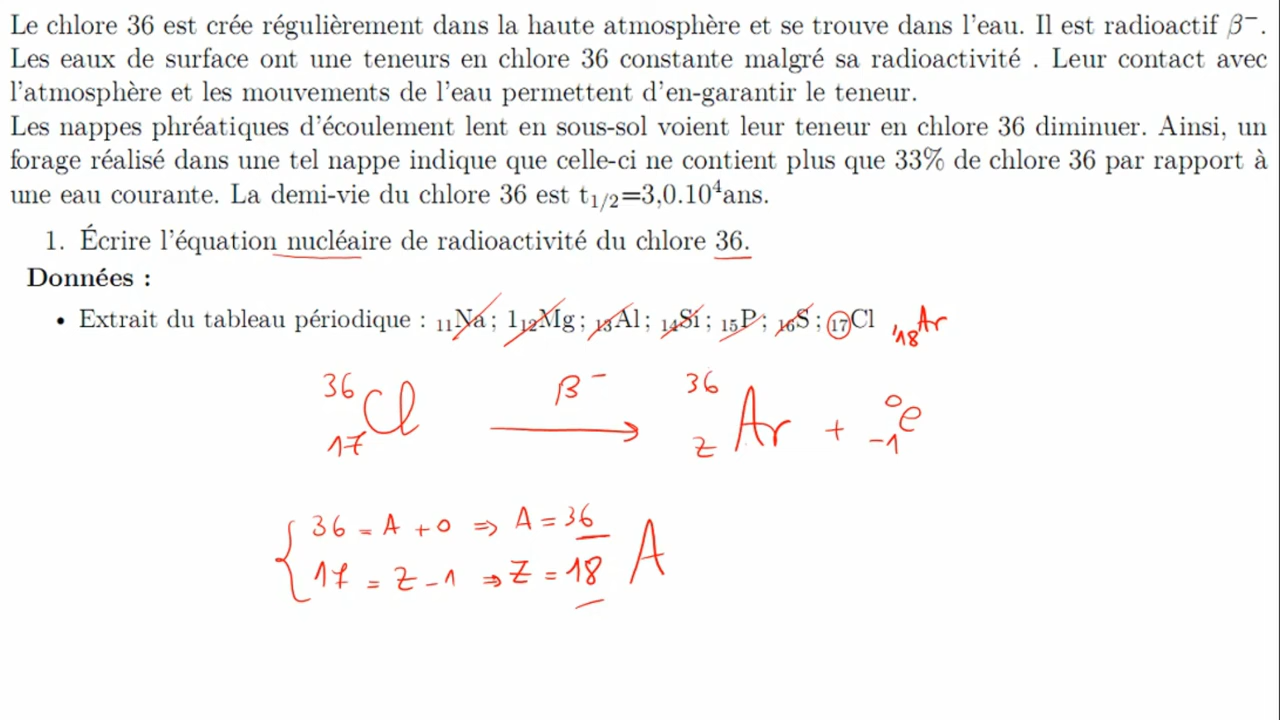 Le chlore 36 est crée régulièrement dans la haute atmosphère et se trouve dans l'eau. Il est radioactif β⁻.
Les eaux de surface ont une teneurs en chlore 36 constante malgré sa radioactivité . Leur contact avec
l'atmosphère et les mouvements de l'eau permettent d'en-garantir le teneur.
Les nappes phréatiques d'écoulement lent en sous-sol voient leur teneur en chlore 36 diminuer. Ainsi, un
forage réalisé dans une tel nappe indique que celle-ci ne contient plus que 33% de chlore 36 par rapport à
une eau courante. La demi-vie du chlore 36 est t₁/₂=3,0.10⁴ans.
1. Écrire l'équation nucléaire de radioactivité du chlore 36.
Données :
• Extrait du tableau périodique : ₁₁Na ; 1₁₂Mg ; ₁₃Al ; ₁₄Si ; ₁₅P ; ₁₆S ; ₁₇Cl ₁₈Ar
³⁶₁₇Cl β⁻ → ³⁶_Z Ar + ⁰₋₁e
{ 36 = A + 0 ⇒ A = 36
17 = Z - 1 ⇒ Z = 18 A